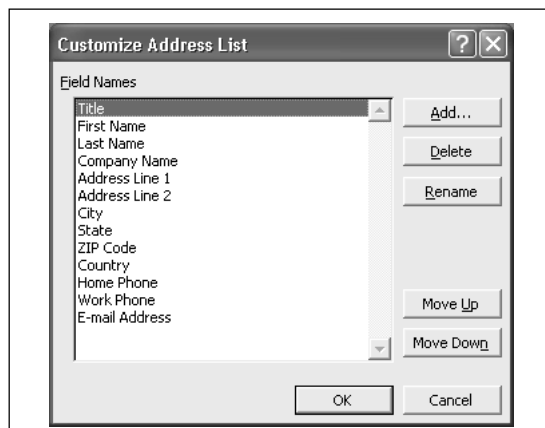 Customize Address List
Field Names
Title
First Name
Last Name
Company Name
Address Line 1
Address Line 2
City
State
ZIP Code
Country
Home Phone
Work Phone
E-mail Address
Add...
Delete
Rename
Move Up
Move Down
OK
Cancel